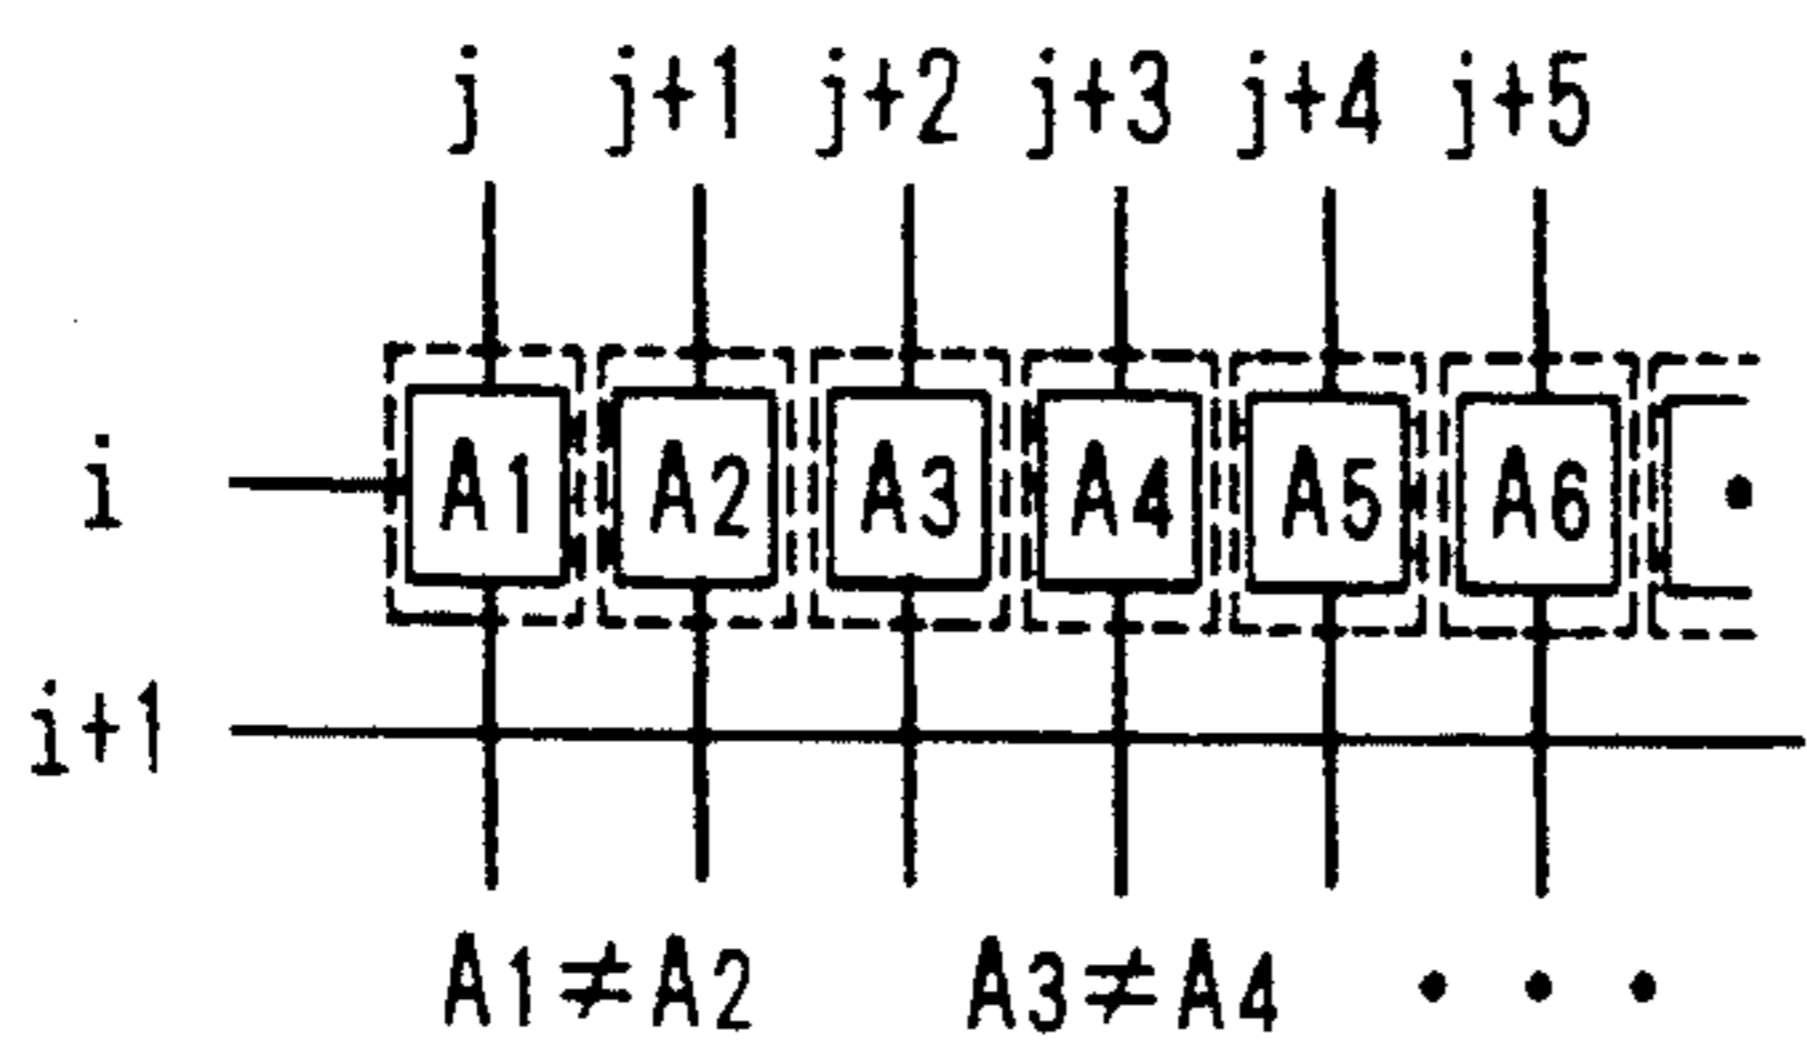 j j+1 j+2 j+3 j+4 j+5
i A1 A2 A3 A4 A5 A6 •
i+1
A1≠A2 A3≠A4 • • •